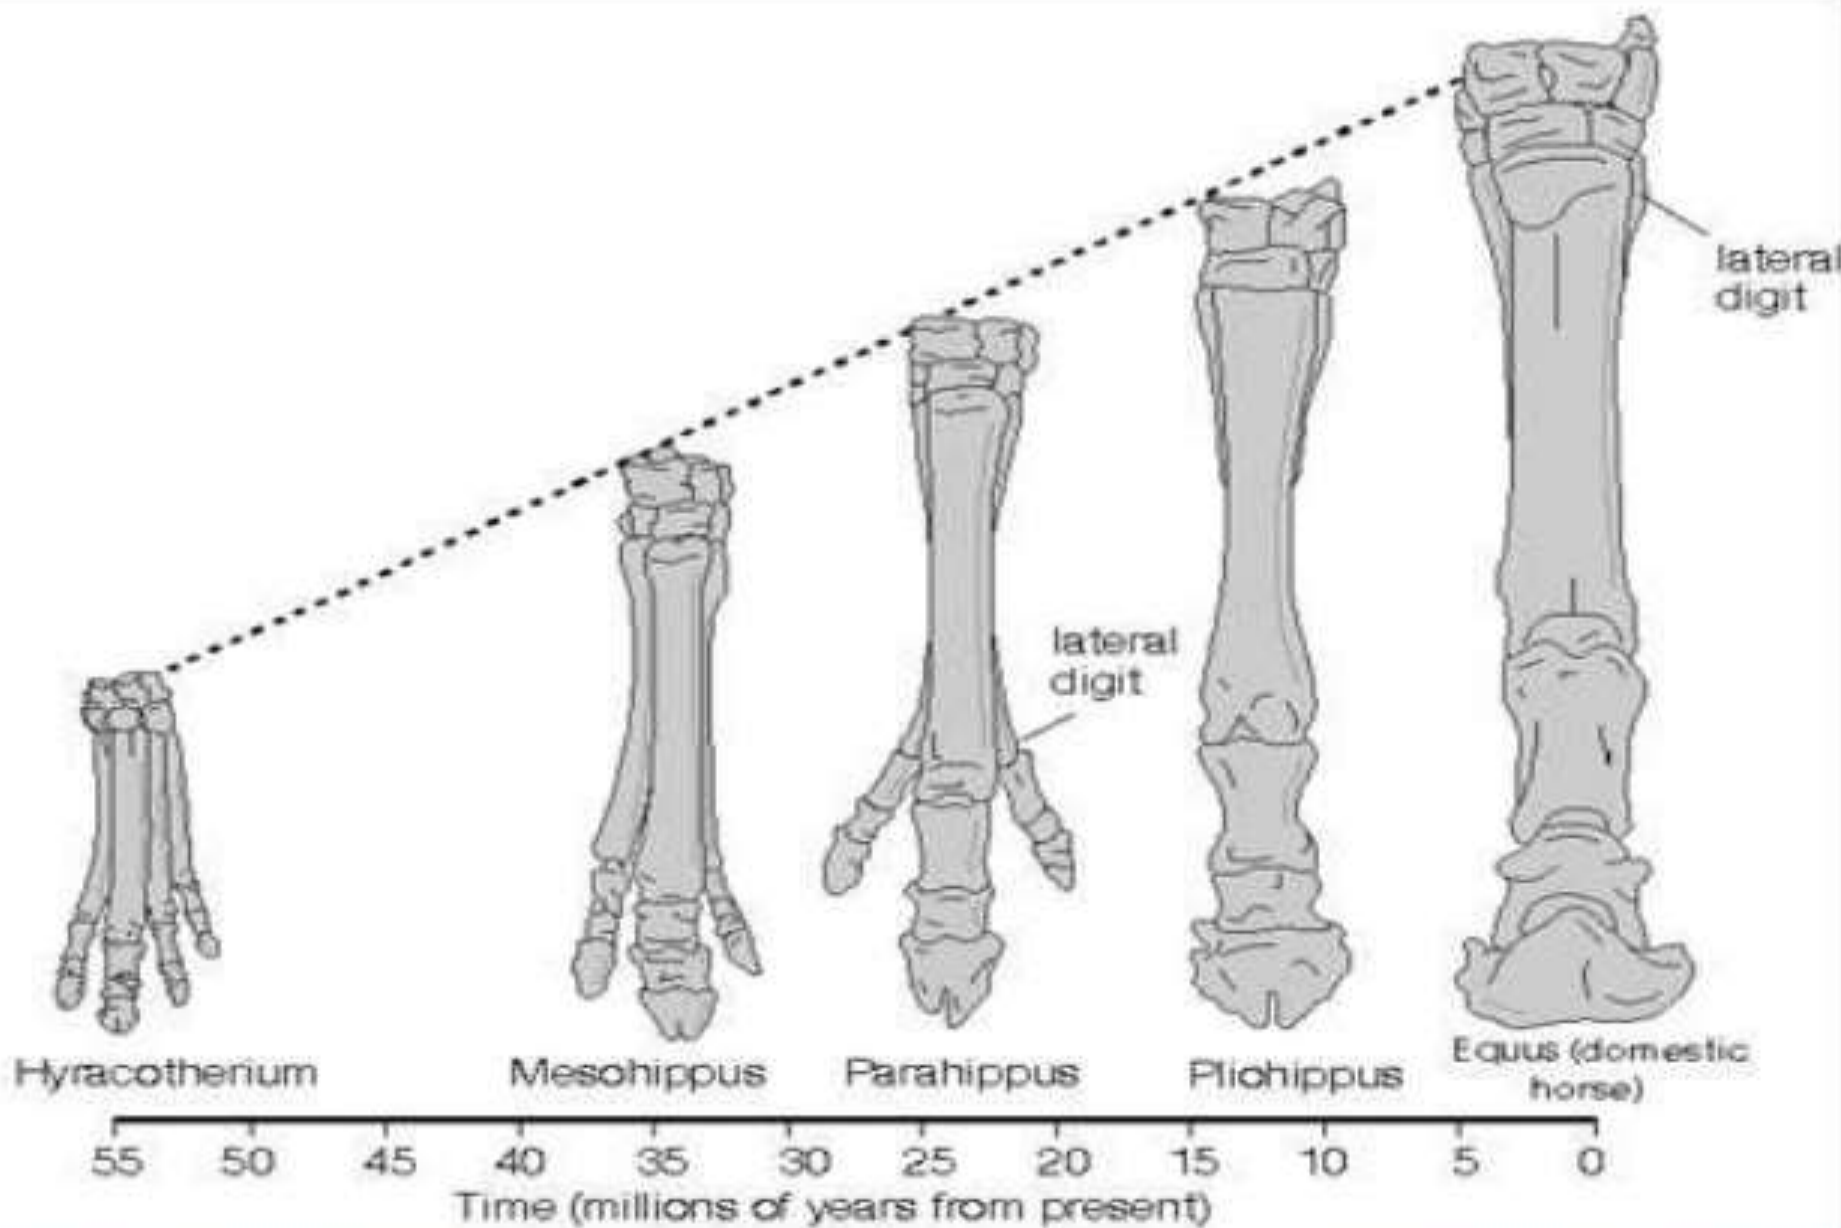 lateral
digit
lateral
digit
Hyracotherium
Mesohippus
Parahippus
Pliohippus
Equus (domestic
horse)
55 50 45 40 35 30 25 20 15 10 5 0
Time (millions of years from present)